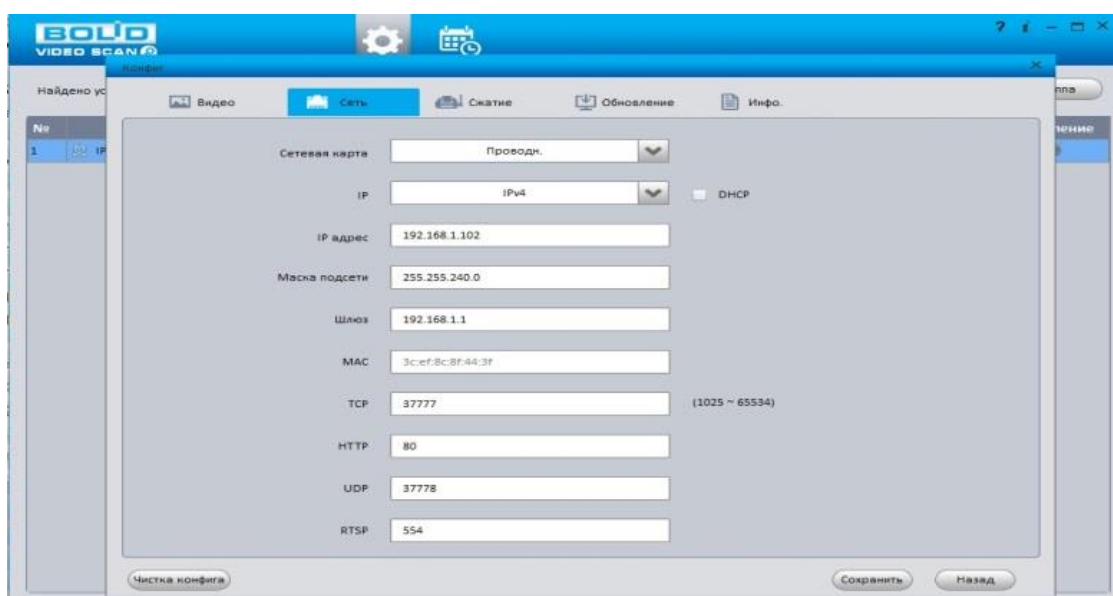 BOLID
VIDEO SCAN
? i
Конфиг
Найдено ус
ппа
Видео Сеть Сжатие Обновление Инфо.
№
ление
1 IP
Сетевая карта Проводн.
IP IPv4 DHCP
IP адрес 192.168.1.102
Маска подсети 255.255.240.0
Шлюз 192.168.1.1
MAC 3c:ef:8c:8f:44:3f
TCP 37777 (1025 ~ 65534)
HTTP 80
UDP 37778
RTSP 554
Чистка конфига Сохранить Назад